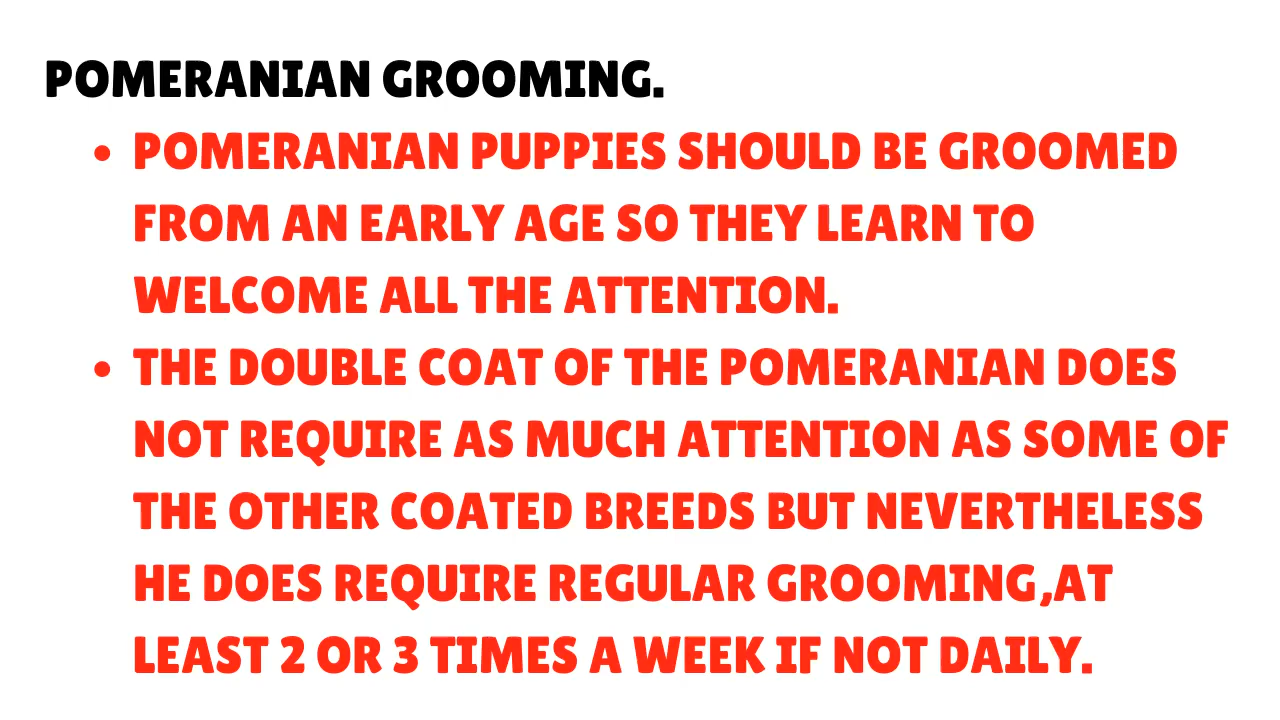 POMERANIAN GROOMING.
• POMERANIAN PUPPIES SHOULD BE GROOMED
FROM AN EARLY AGE SO THEY LEARN TO
WELCOME ALL THE ATTENTION.
• THE DOUBLE COAT OF THE POMERANIAN DOES
NOT REQUIRE AS MUCH ATTENTION AS SOME OF
THE OTHER COATED BREEDS BUT NEVERTHELESS
HE DOES REQUIRE REGULAR GROOMING,AT
LEAST 2 OR 3 TIMES A WEEK IF NOT DAILY.